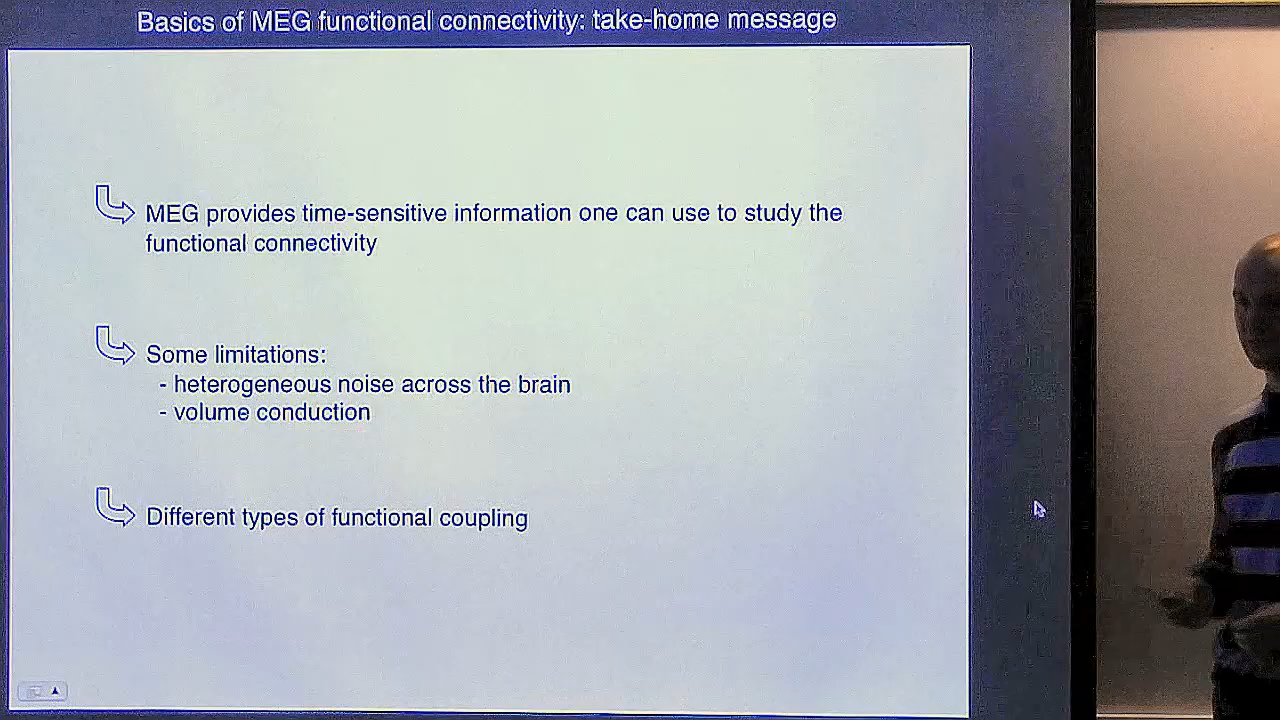 Basics of MEG functional connectivity: take-home message
MEG provides time-sensitive information one can use to study the
functional connectivity
Some limitations:
- heterogeneous noise across the brain
- volume conduction
Different types of functional coupling